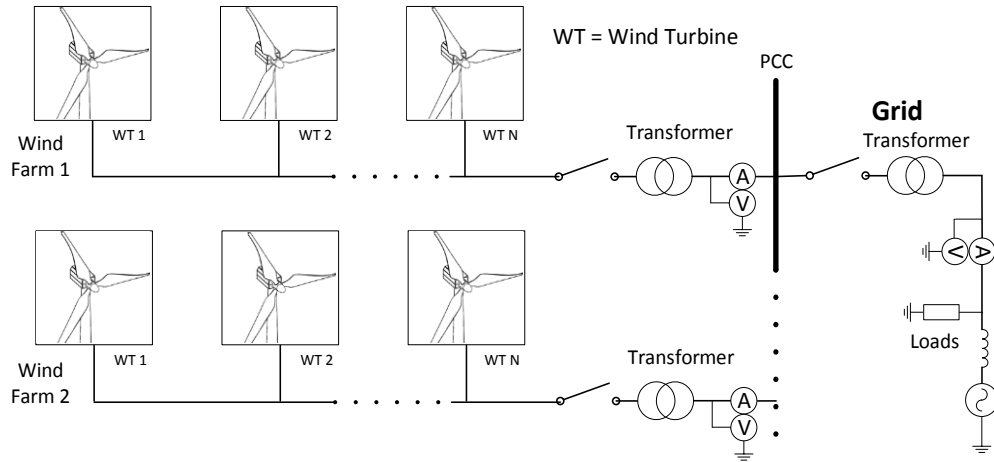 WT = Wind Turbine
PCC
Grid
Transformer
Transformer
WT 1
WT 2
WT N
Wind
Farm 1
A
V
V
A
Loads
WT 1
WT 2
WT N
Transformer
Wind
Farm 2
A
V